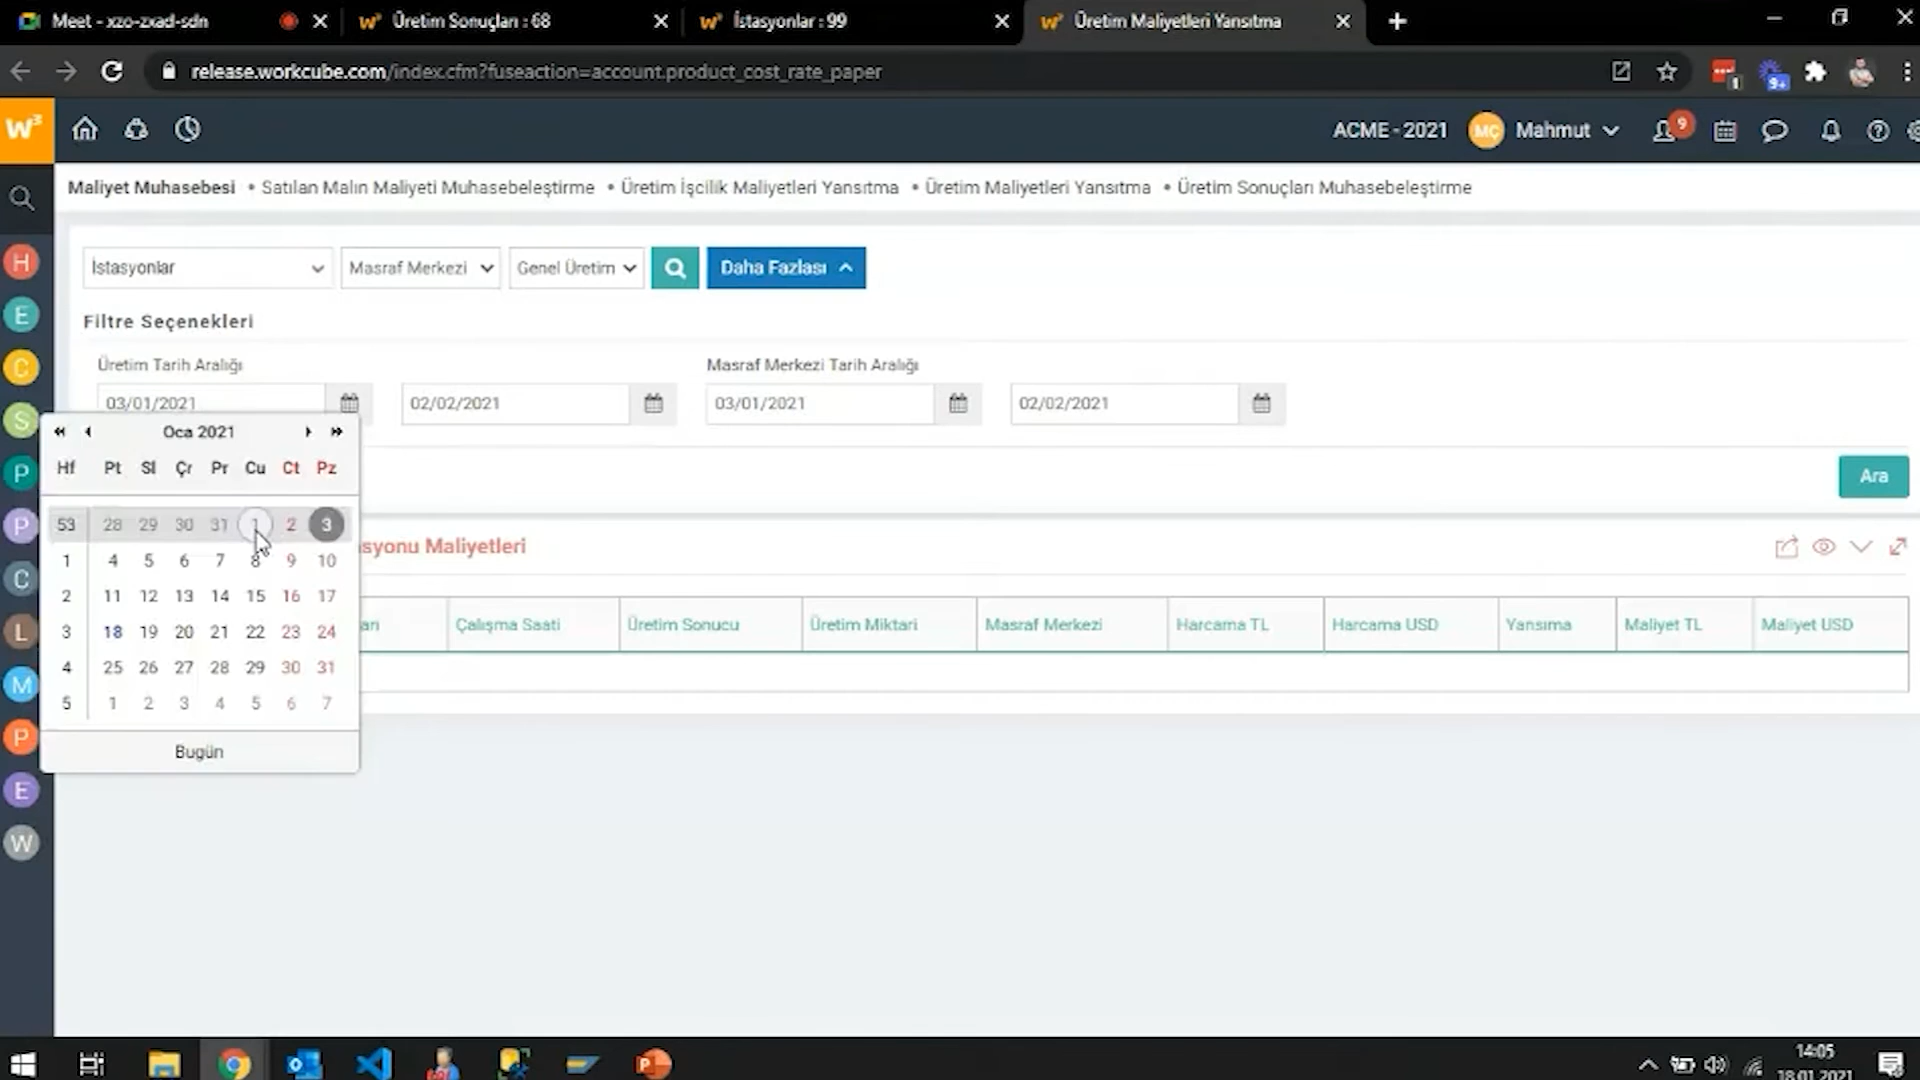 Meet - xzo-zxad-sdn
Üretim Sonuçları : 68
İstasyonlar : 99
Üretim Maliyetleri Yansıtma
release.workcube.com/index.cfm?fuseaction=account.product_cost_rate_paper
1
9+
w3
ACME - 2021
MÇ
Mahmut
9
Maliyet Muhasebesi • Satılan Malın Maliyeti Muhasebeleştirme • Üretim İşcilik Maliyetleri Yansıtma • Üretim Maliyetleri Yansıtma • Üretim Sonuçları Muhasebeleştirme
İstasyonlar
Masraf Merkezi
Genel Üretim
Daha Fazlası
Filtre Seçenekleri
Üretim Tarih Aralığı
Masraf Merkezi Tarih Aralığı
03/01/2021
02/02/2021
03/01/2021
02/02/2021
Ara
Oca 2021
Hf Pt Sl Çr Pr Cu Ct Pz
53 28 29 30 31 1 2 3
1 4 5 6 7 8 9 10
2 11 12 13 14 15 16 17
3 18 19 20 21 22 23 24
4 25 26 27 28 29 30 31
5 1 2 3 4 5 6 7
Bugün
syonu Maliyetleri
arı Çalışma Saati Üretim Sonucu Üretim Miktarı Masraf Merkezi Harcama TL Harcama USD Yansıma Maliyet TL Maliyet USD
H
E
C
S
P
P
C
L
M
P
E
W
14:05
18.01.2021